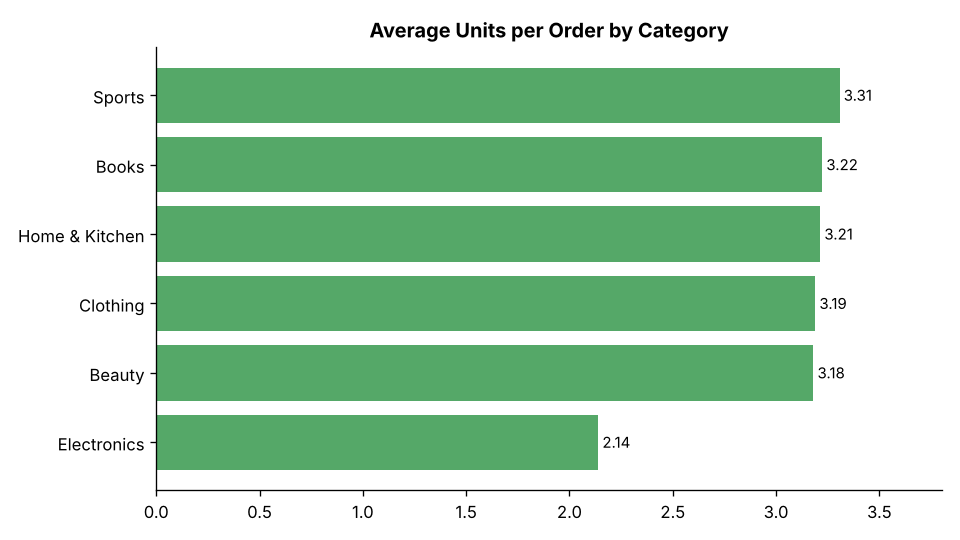 Average Units per Order by Category
Sports
3.31
Books
3.22
Home & Kitchen
3.21
Clothing
3.19
Beauty
3.18
Electronics
2.14
0.0 0.5 1.0 1.5 2.0 2.5 3.0 3.5